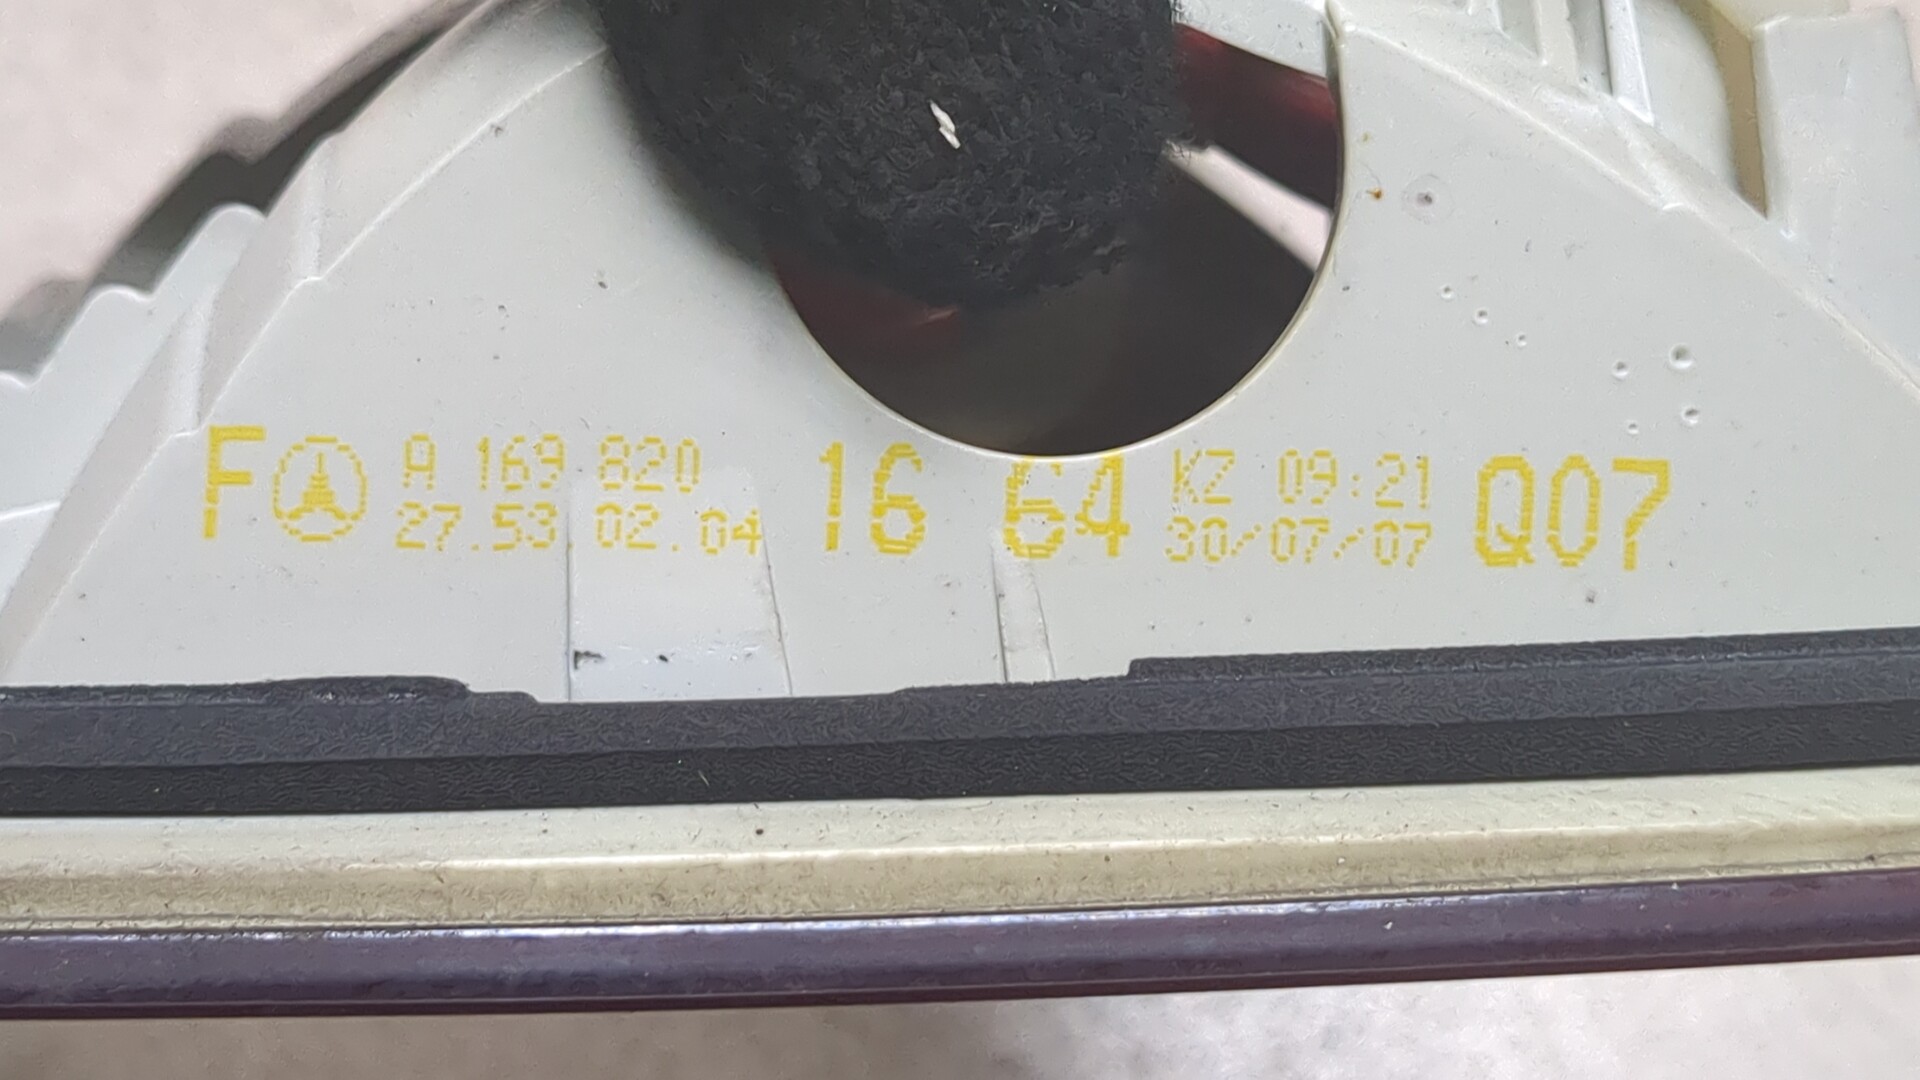 F A 169 820 16 64 KZ 09:21 Q07
27.53 02.04 30/07/07